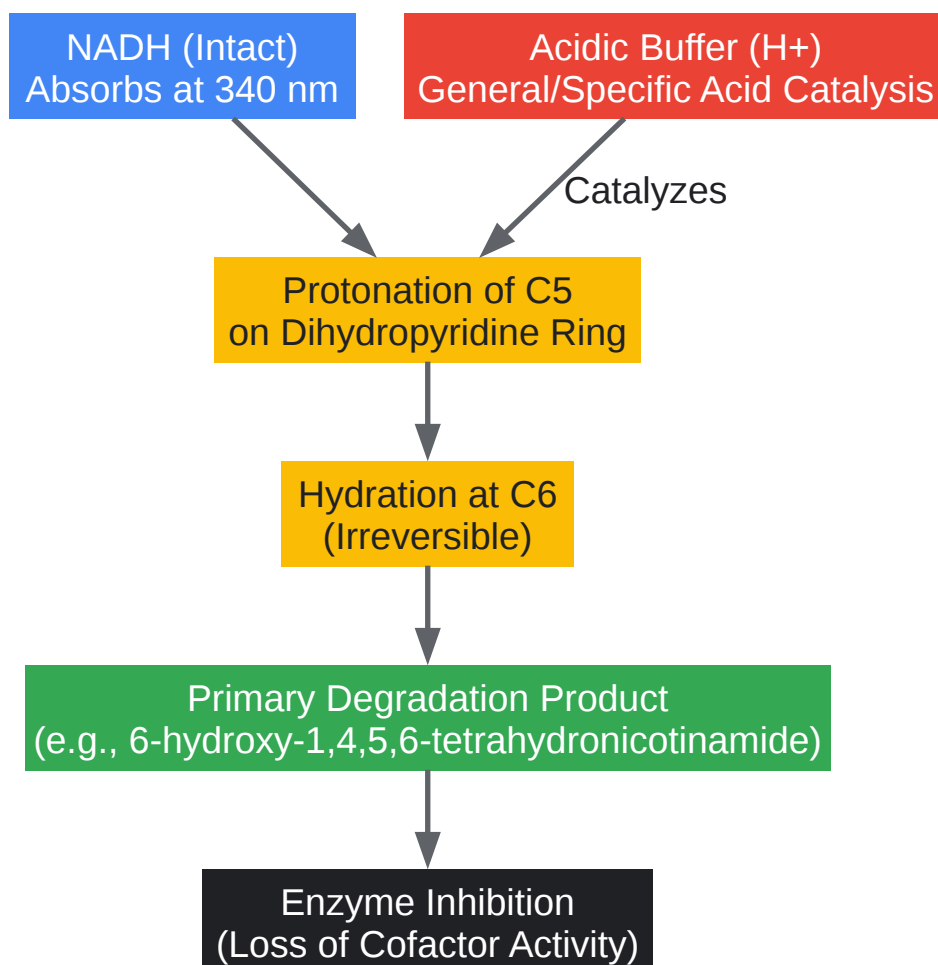 NADH (Intact)
Absorbs at 340 nm
Acidic Buffer (H+)
General/Specific Acid Catalysis
Catalyzes
Protonation of C5
on Dihydropyridine Ring
Hydration at C6
(Irreversible)
Primary Degradation Product
(e.g., 6-hydroxy-1,4,5,6-tetrahydronicotinamide)
Enzyme Inhibition
(Loss of Cofactor Activity)